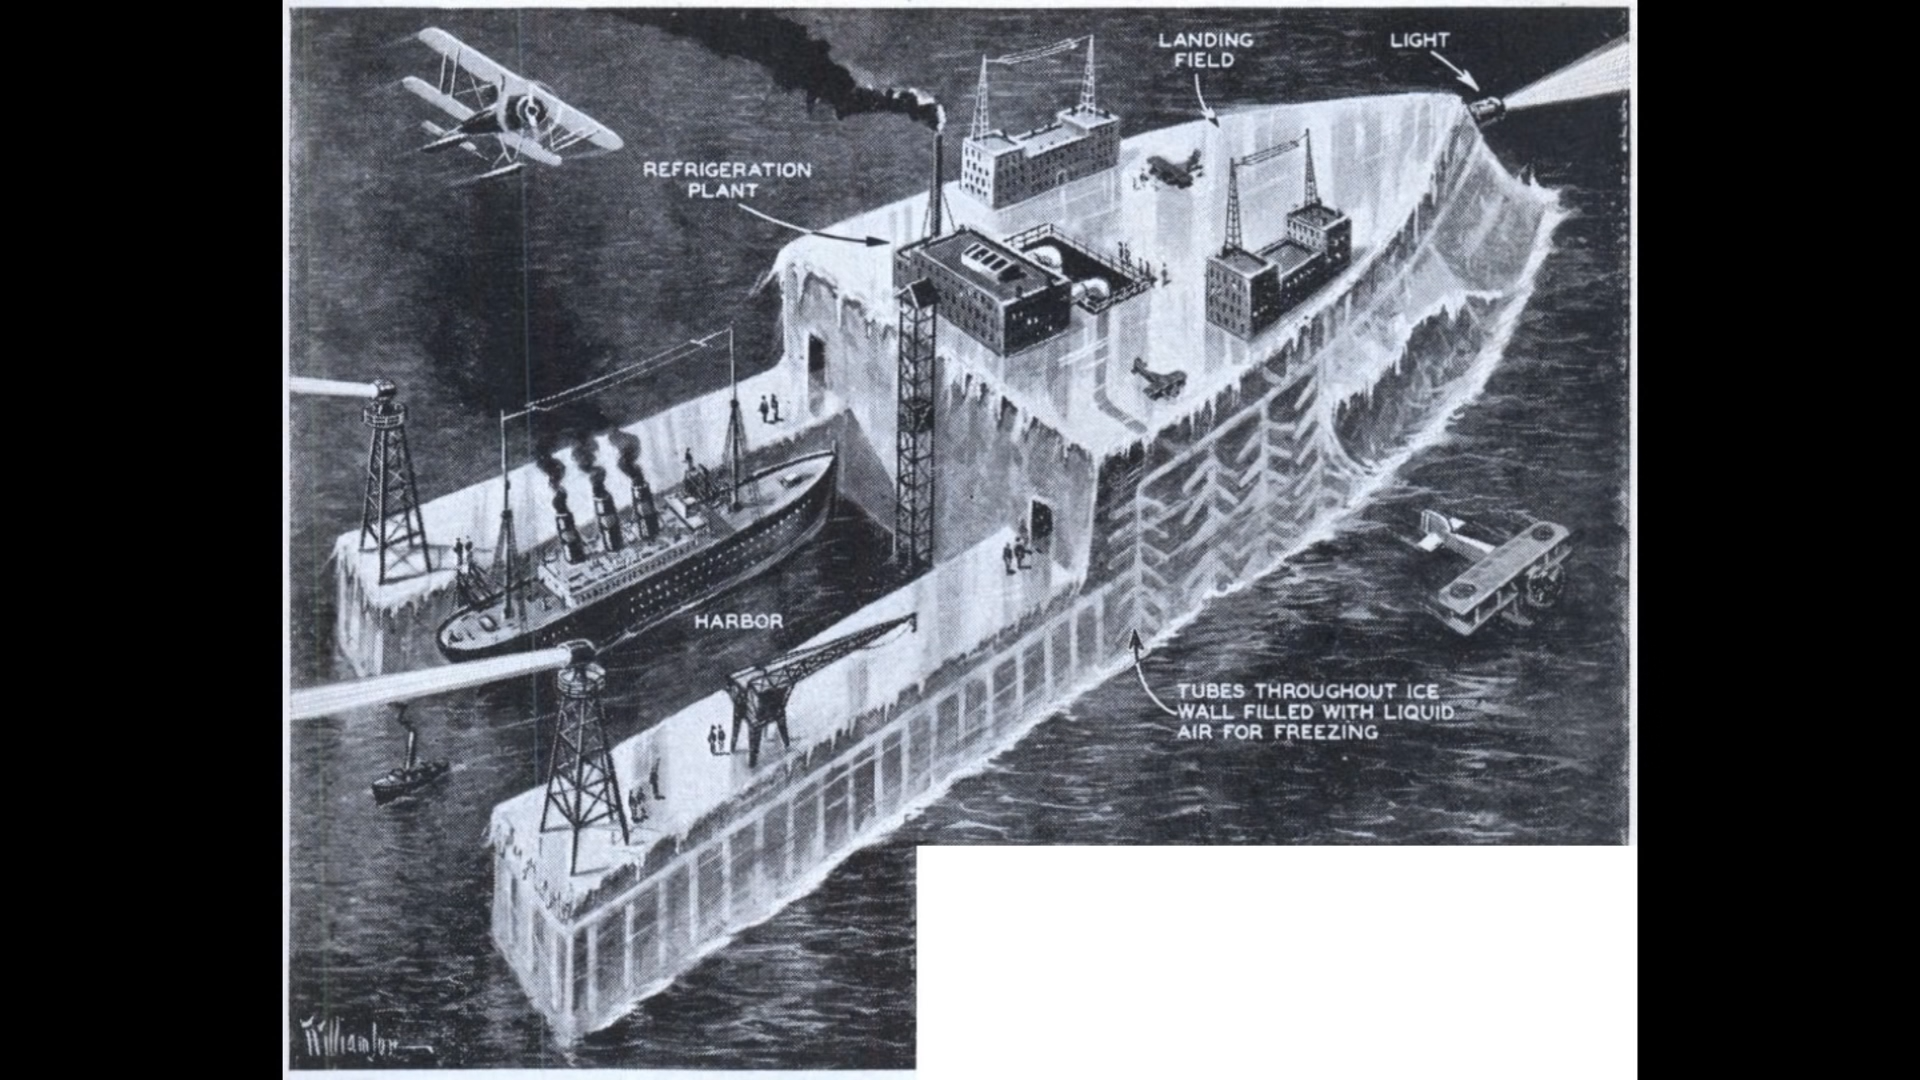 LANDING
FIELD
LIGHT
REFRIGERATION
PLANT
HARBOR
TUBES THROUGHOUT ICE
WALL FILLED WITH LIQUID
AIR FOR FREEZING